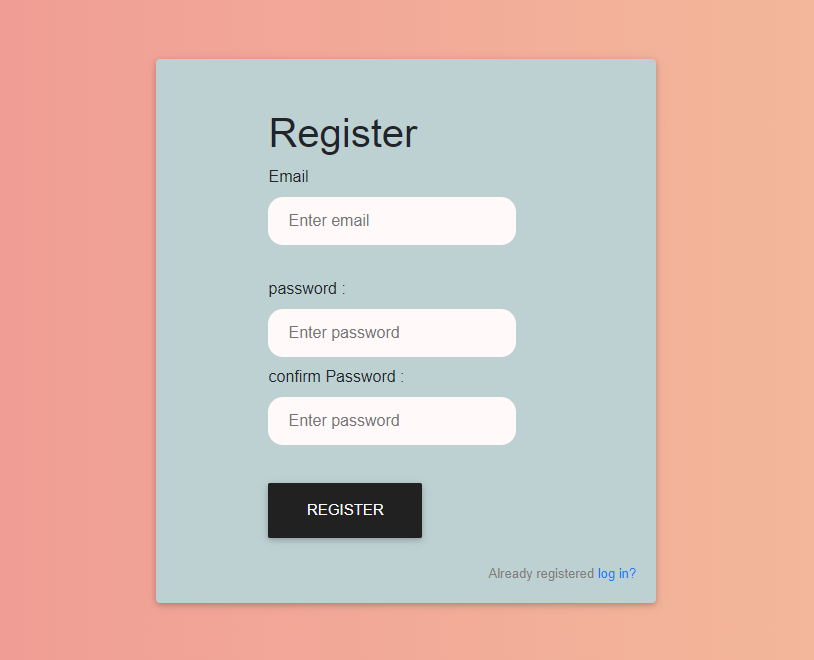 Register
Email
Enter email
password :
Enter password
confirm Password :
Enter password
REGISTER
Already registered log in?